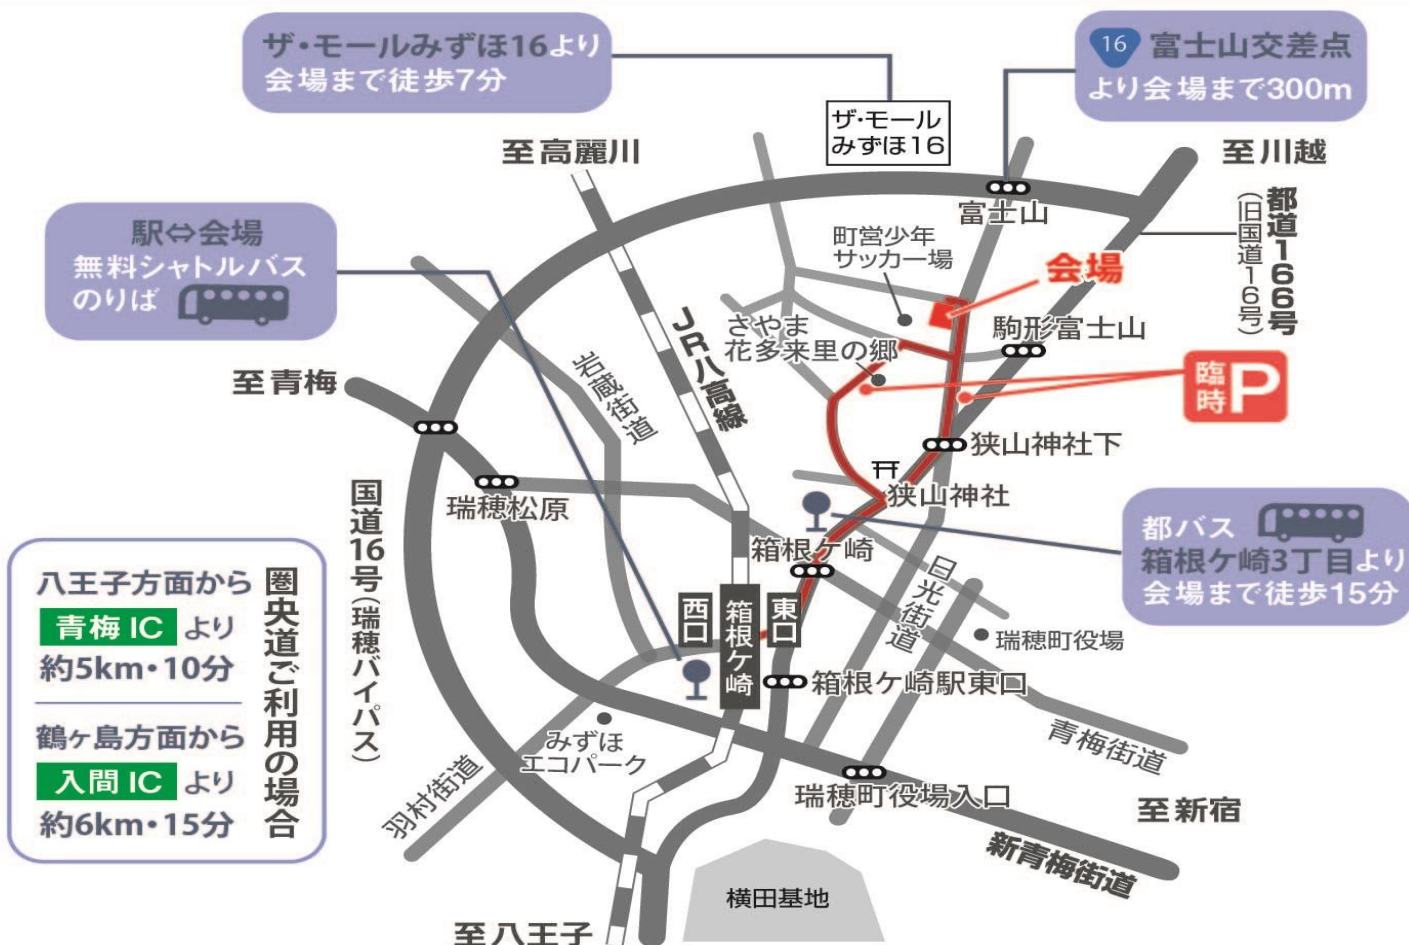 ザ・モールみずほ16より
会場まで徒歩7分
16 富士山交差点
より会場まで300m
ザ・モール
みずほ16
至高麗川
至川越
都道166号
(旧国道16号)
富士山
駅⇔会場
無料シャトルバス
のりば
町営少年
サッカー場
会場
さやま
花多来里の郷
駒形富士山
JR八高線
岩蔵街道
至青梅
臨時P
狭山神社下
狭山神社
瑞穂松原
国道16号(瑞穂バイパス)
箱根ケ崎
都バス
箱根ケ崎3丁目より
会場まで徒歩15分
日光街道
圏央道ご利用の場合
八王子方面から
青梅 IC より
約5km・10分
鶴ヶ島方面から
入間 IC より
約6km・15分
西口
箱根ケ崎
東口
瑞穂町役場
箱根ケ崎駅東口
みずほ
エコパーク
羽村街道
青梅街道
瑞穂町役場入口
至新宿
新青梅街道
横田基地
至八王子